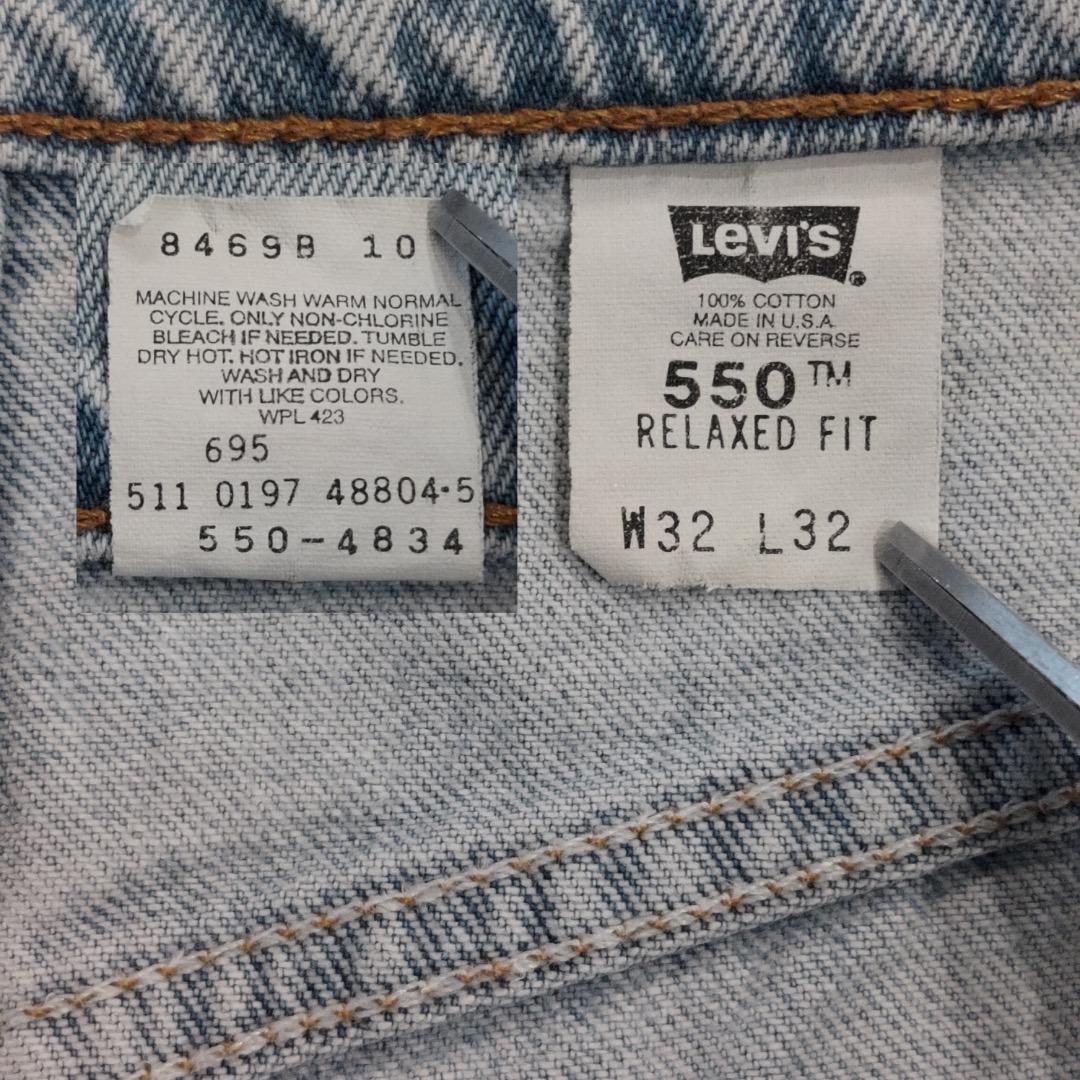 8469B 10
MACHINE WASH WARM NORMAL
CYCLE. ONLY NON-CHLORINE
BLEACH IF NEEDED. TUMBLE
DRY HOT. HOT IRON IF NEEDED.
WASH AND DRY
WITH LIKE COLORS.
WPL 423
695
511 0197 48804-5
550-4834
LEVI'S®
100% COTTON
MADE IN U.S.A.
CARE ON REVERSE
550™
RELAXED FIT
W32 L32